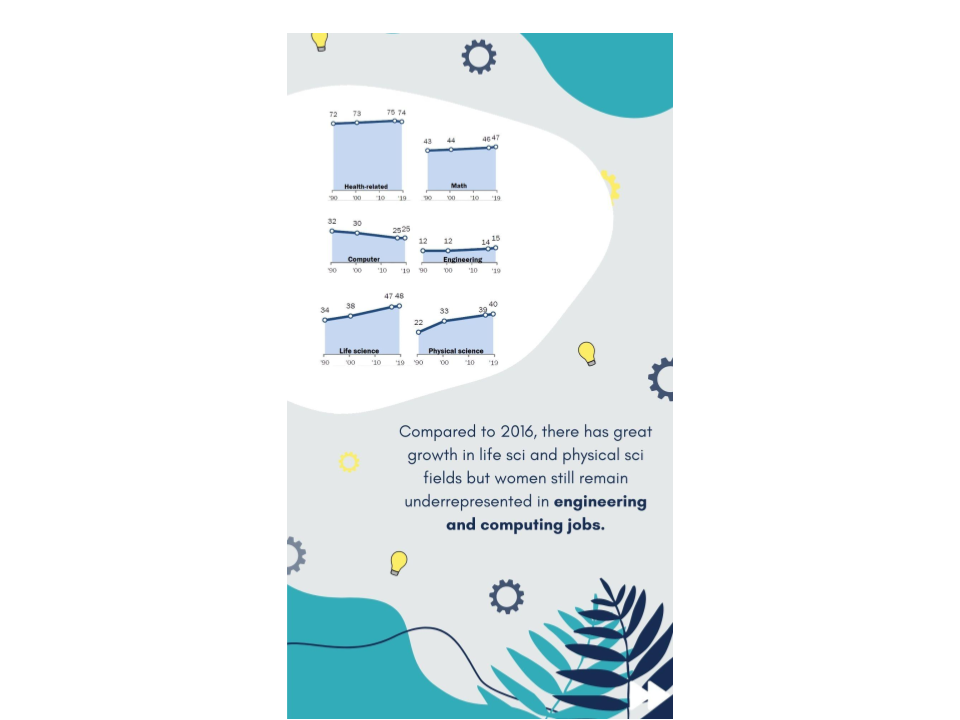 72 73 75 74
Health-related
'90 '00 '10 '19
43 44 46 47
Math
'90 '00 '10 '19
32 30 25 25
Computer
'90 '00 '10 '19
12 12 14 15
Engineering
'90 '00 '10 '19
34 38 47 48
Life science
'90 '00 '10 '19
22 33 39 40
Physical science
'90 '00 '10 '19
Compared to 2016, there has great
growth in life sci and physical sci
fields but women still remain
underrepresented in engineering
and computing jobs.